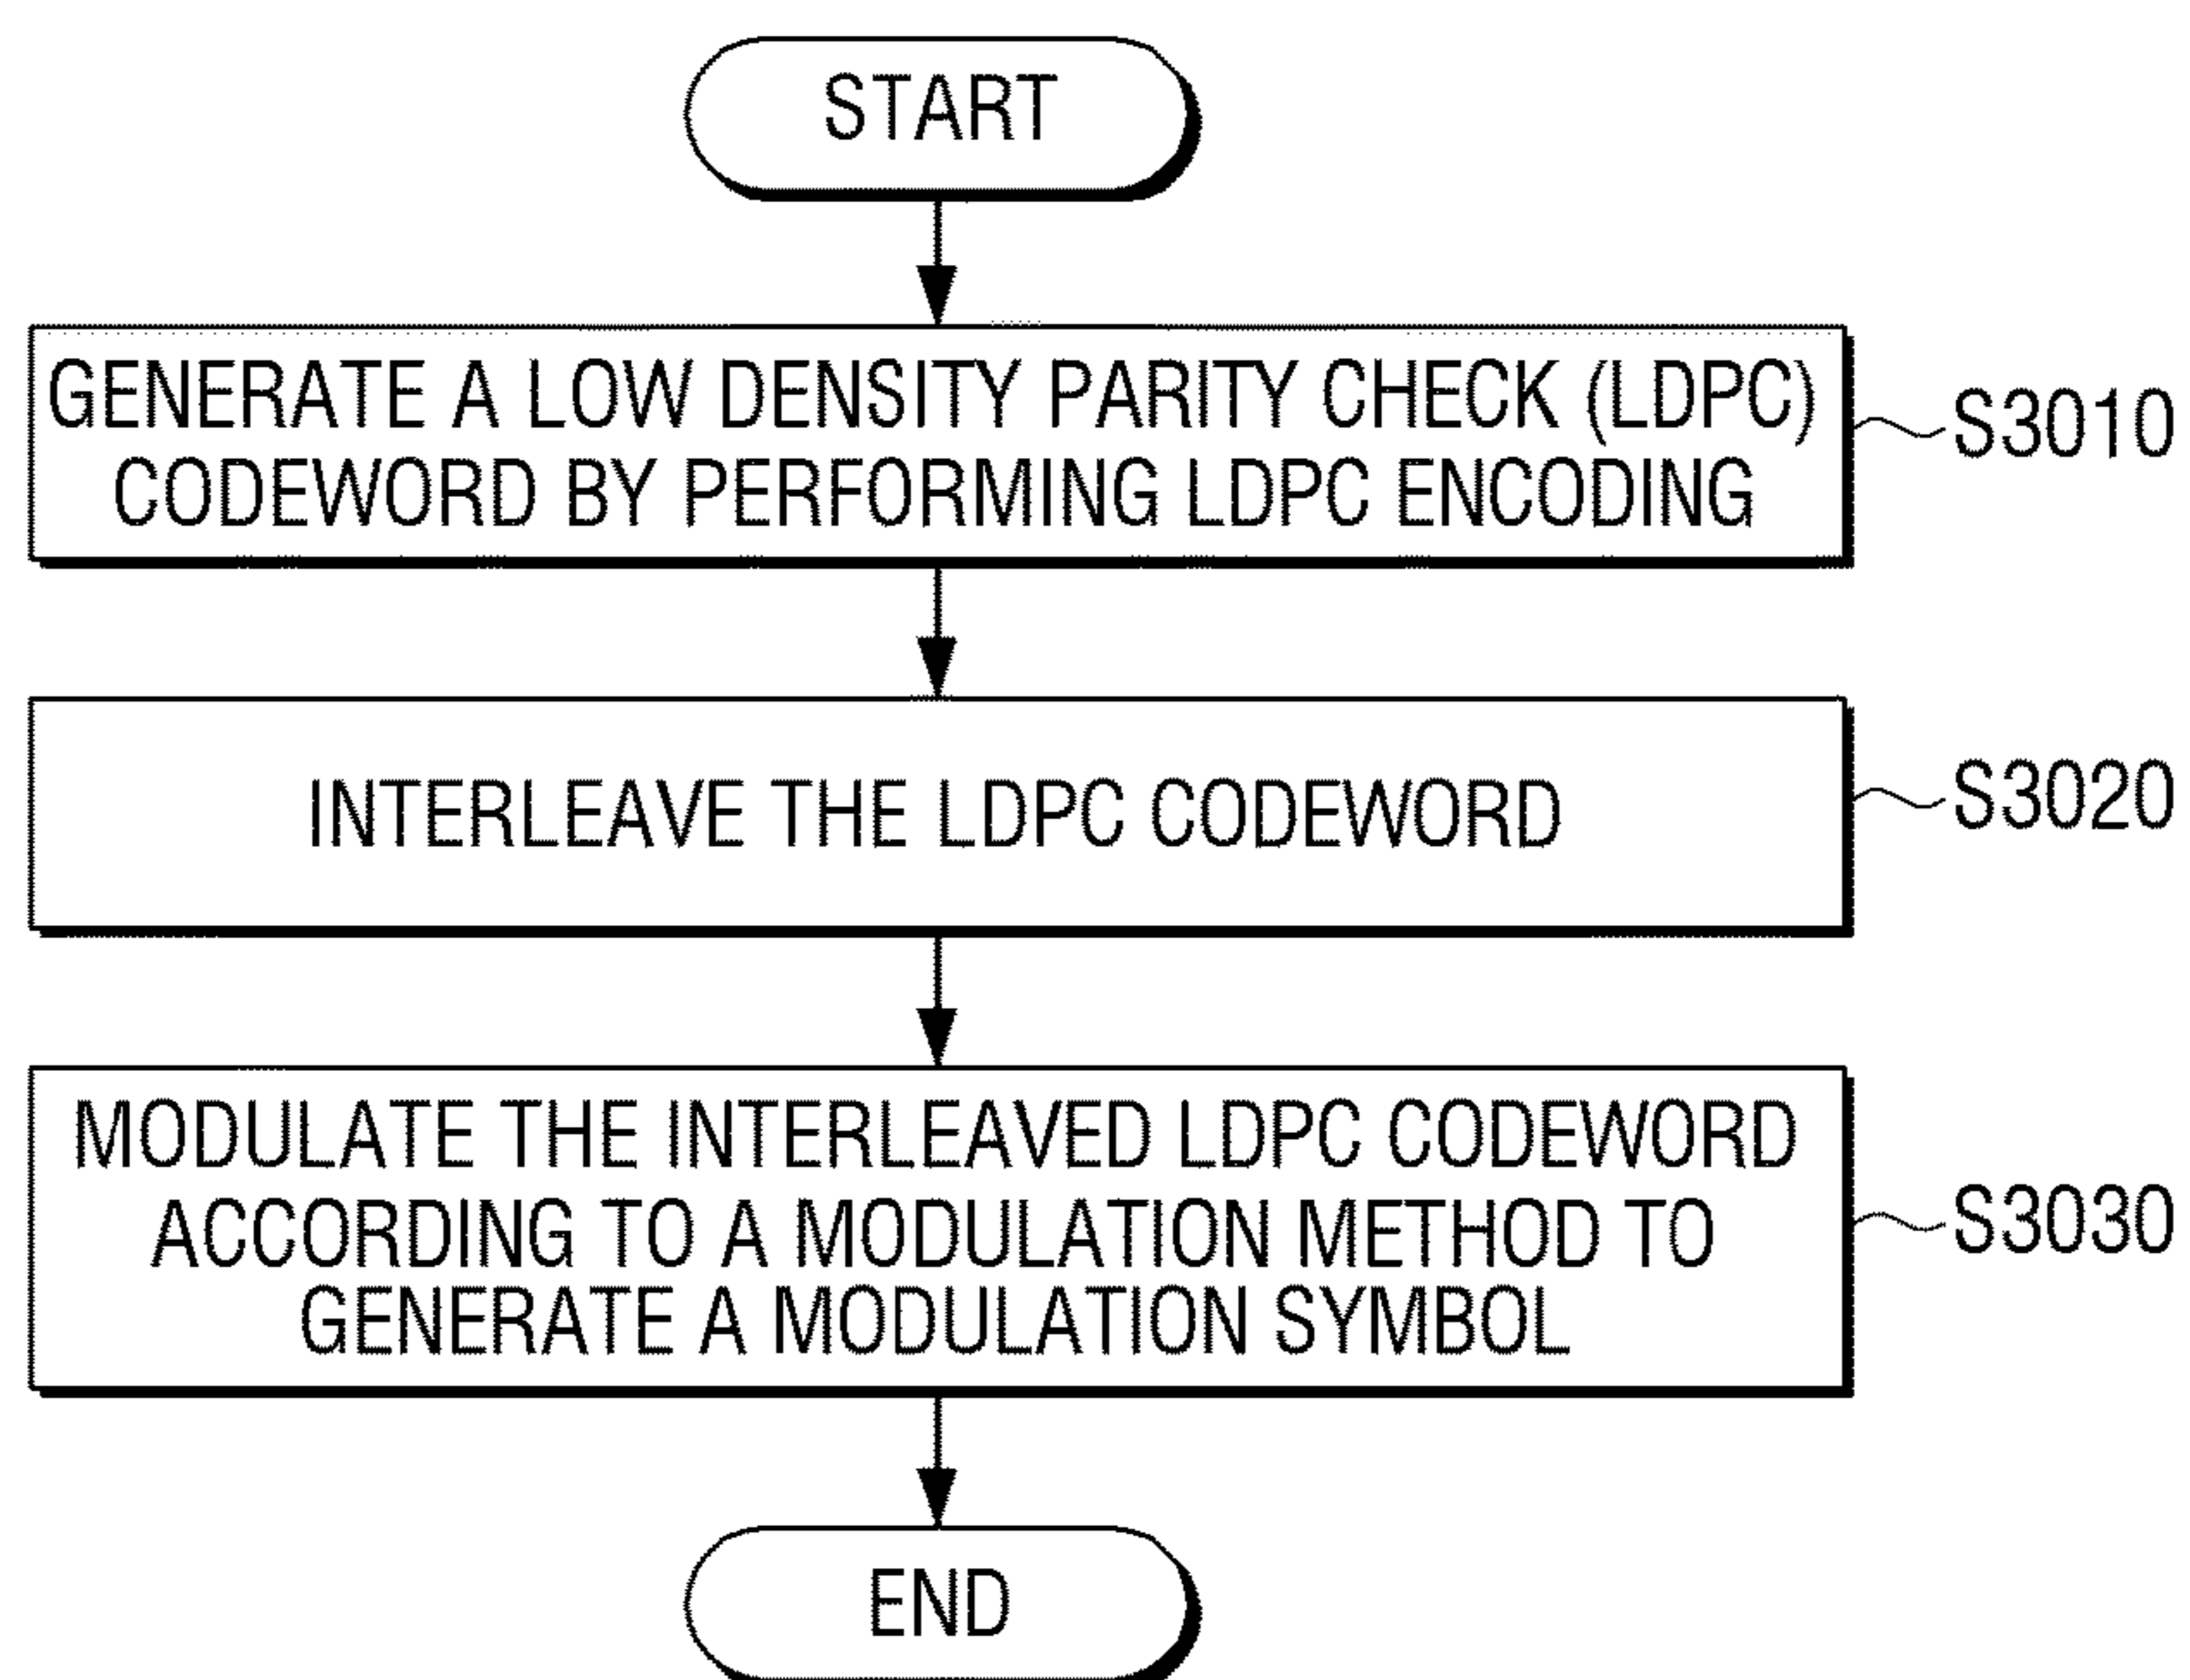 START
GENERATE A LOW DENSITY PARITY CHECK (LDPC)
CODEWORD BY PERFORMING LDPC ENCODING
S3010
INTERLEAVE THE LDPC CODEWORD
S3020
MODULATE THE INTERLEAVED LDPC CODEWORD
ACCORDING TO A MODULATION METHOD TO
GENERATE A MODULATION SYMBOL
S3030
END